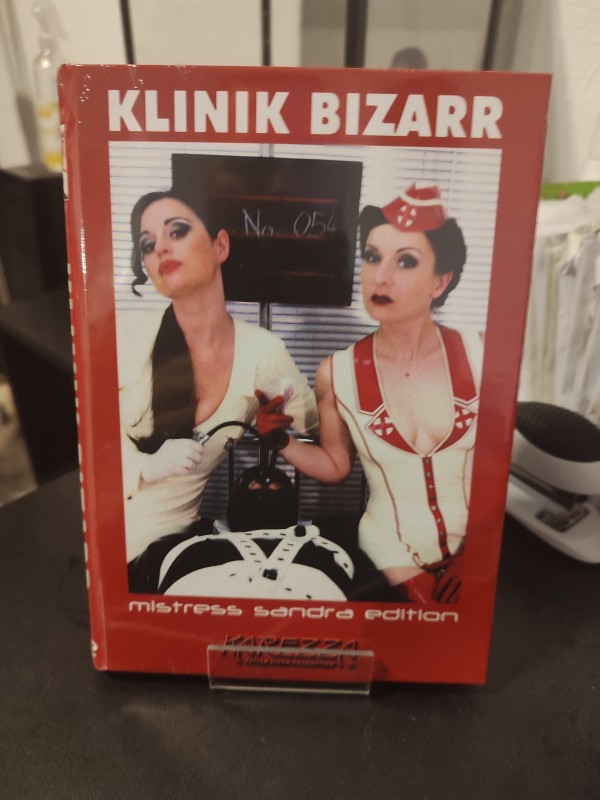 KLINIK BIZARR
No. 054
mistress sandra edition
KAREZZA